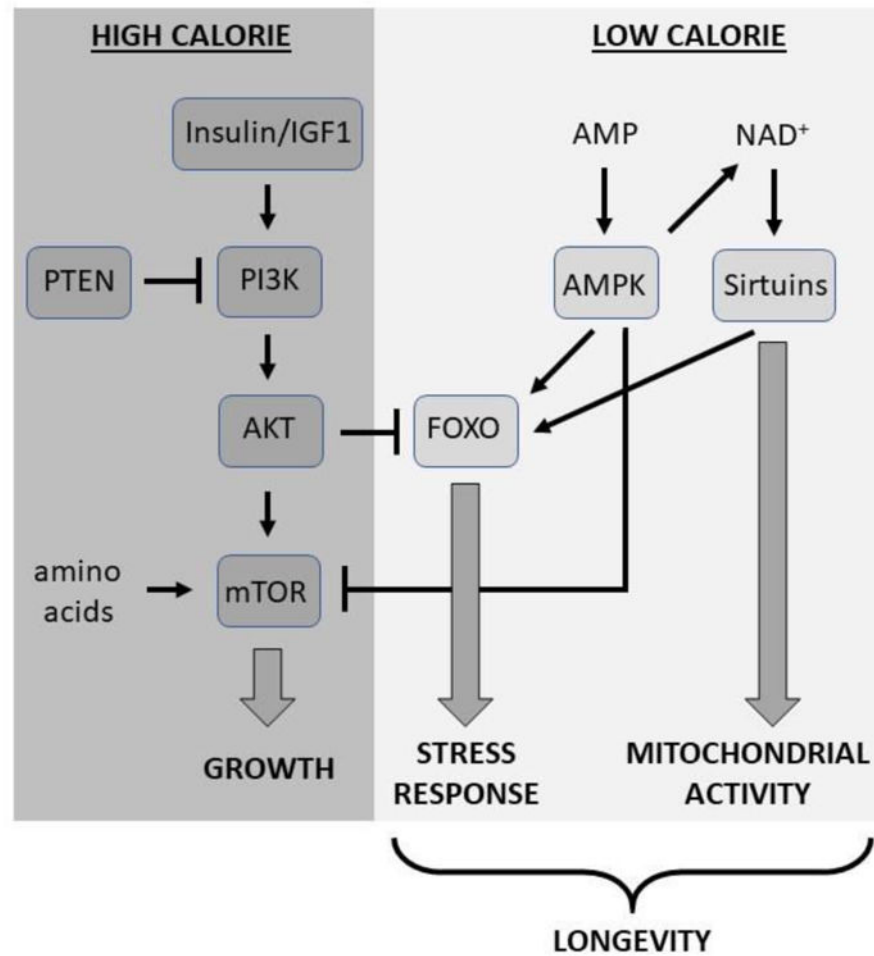 HIGH CALORIE
LOW CALORIE
Insulin/IGF1
AMP
NAD⁺
PTEN
PI3K
AMPK
Sirtuins
AKT
FOXO
amino
acids
mTOR
GROWTH
STRESS
RESPONSE
MITOCHONDRIAL
ACTIVITY
LONGEVITY